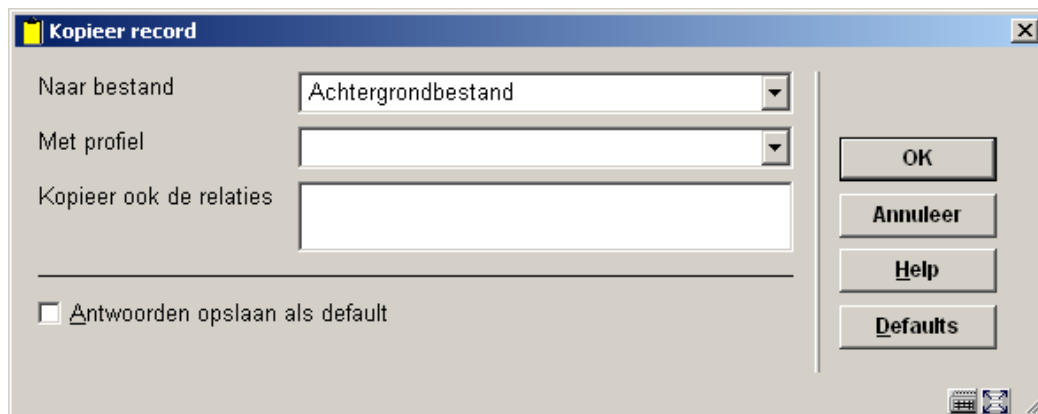 Kopieer record
Naar bestand
Achtergrondbestand
Met profiel
Kopieer ook de relaties
Antwoorden opslaan als default
OK
Annuleer
Help
Defaults